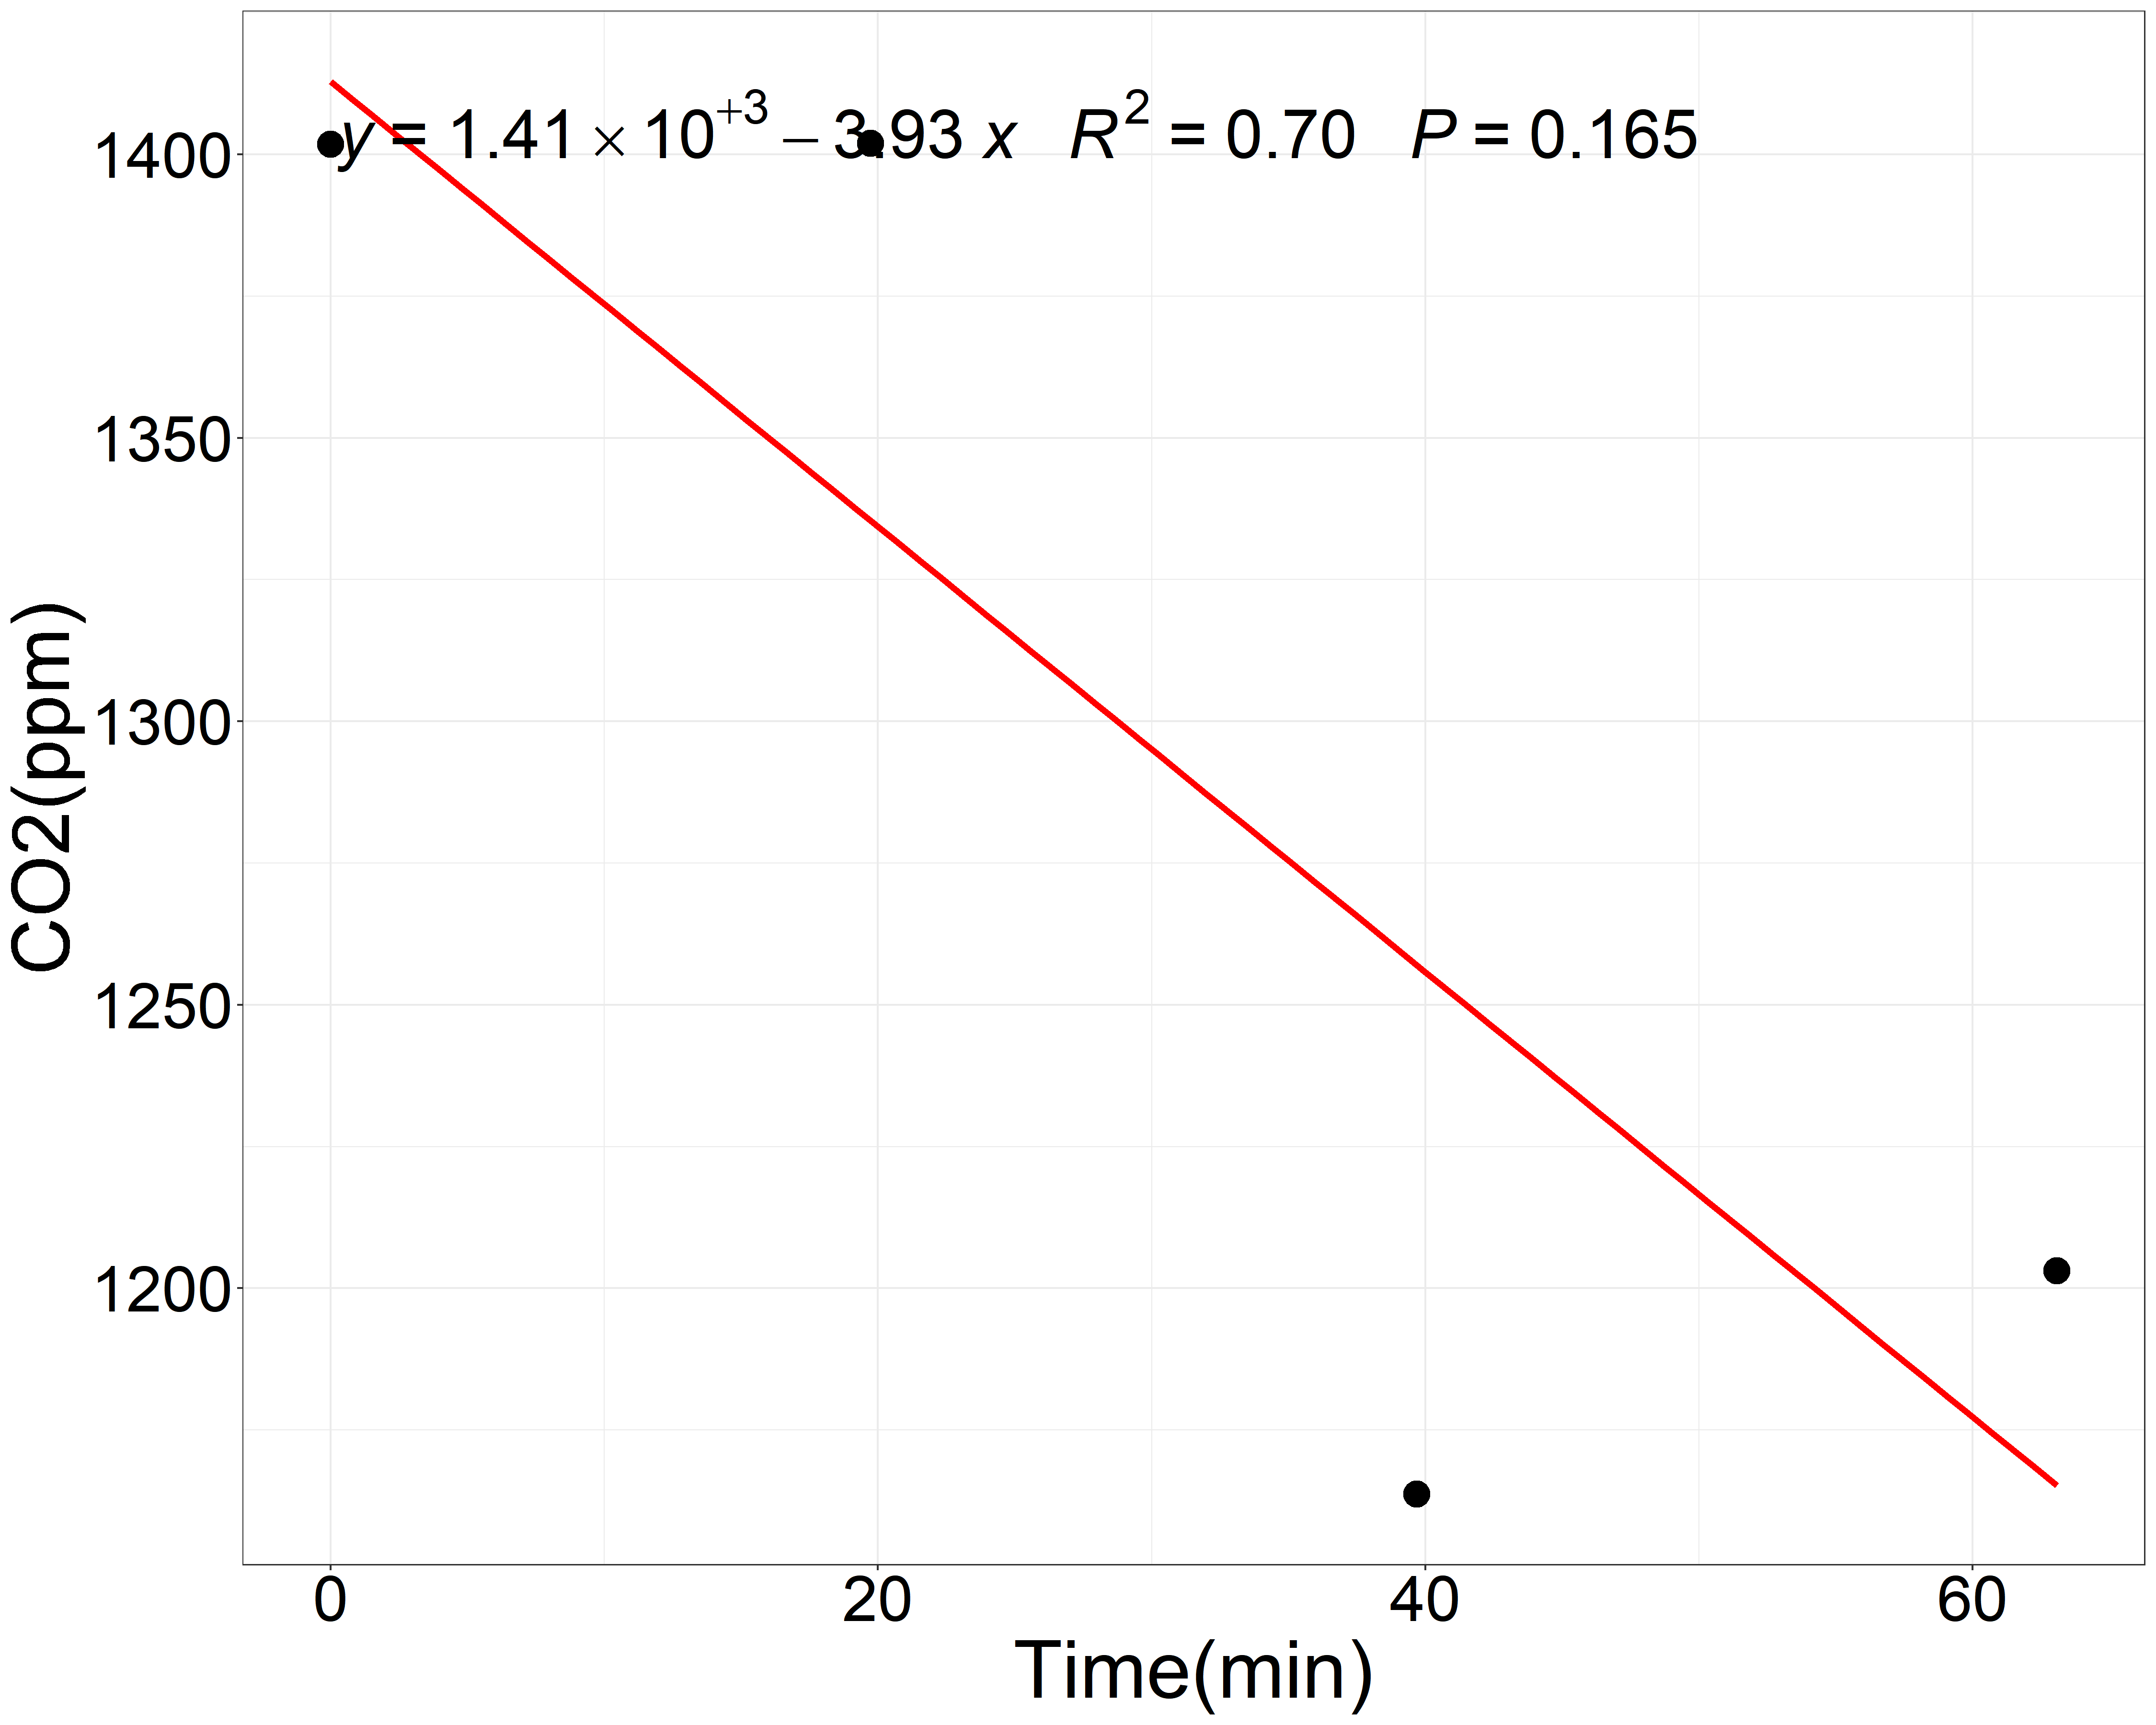 y = 1.41 × 10⁺³ − 3.93 x R² = 0.70 P = 0.165
1400
1350
1300
1250
1200
CO2(ppm)
0 20 40 60
Time(min)